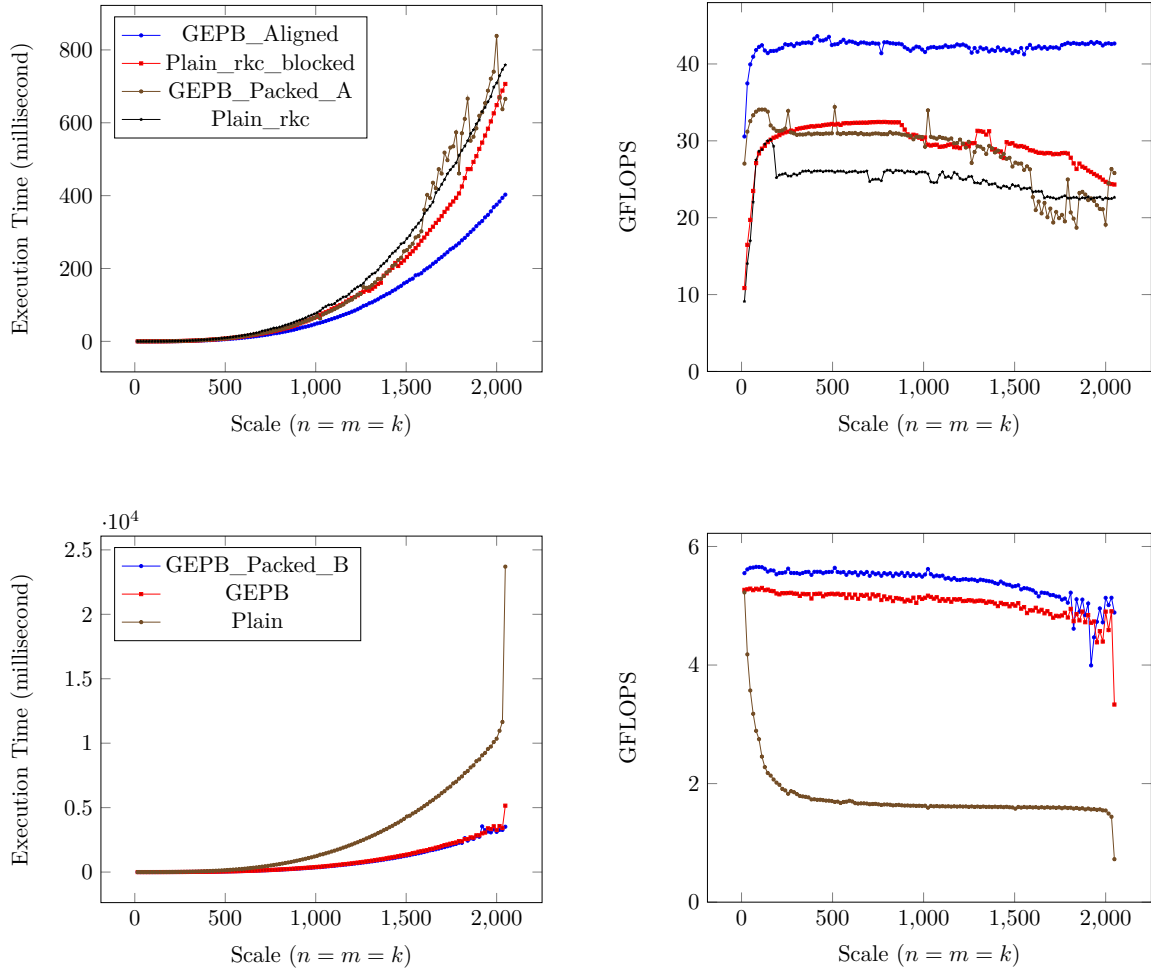 GEPB_Aligned
Plain_rkc_blocked
GEPB_Packed_A
Plain_rkc
Execution Time (millisecond)
800
600
400
200
0
0 500 1,000 1,500 2,000
Scale (n = m = k)
GFLOPS
40
30
20
10
0
0 500 1,000 1,500 2,000
Scale (n = m = k)
·10^4
GEPB_Packed_B
GEPB
Plain
Execution Time (millisecond)
2.5
2
1.5
1
0.5
0
0 500 1,000 1,500 2,000
Scale (n = m = k)
GFLOPS
6
4
2
0
0 500 1,000 1,500 2,000
Scale (n = m = k)